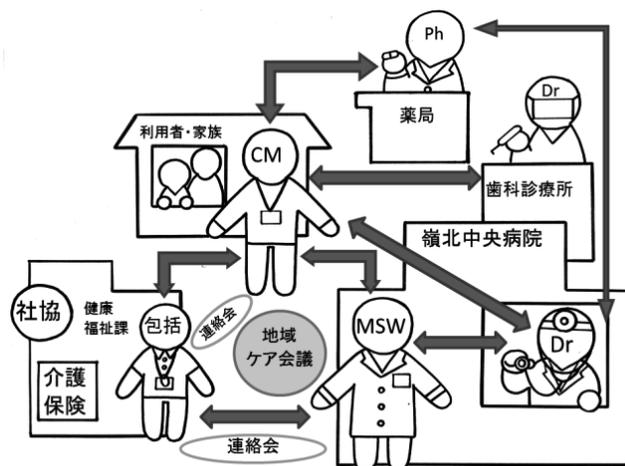 Ph
薬局
Dr
歯科診療所
利用者・家族
CM
嶺北中央病院
社協
健康
福祉課
包括
連絡会
地域
ケア会議
MSW
Dr
介護
保険
連絡会